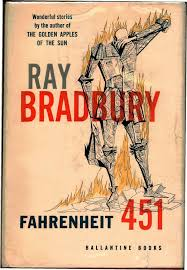 Wonderful stories
by the author of
THE GOLDEN APPLES
OF THE SUN
RAY
BRADBURY
FAHRENHEIT 451
BALLANTINE BOOKS